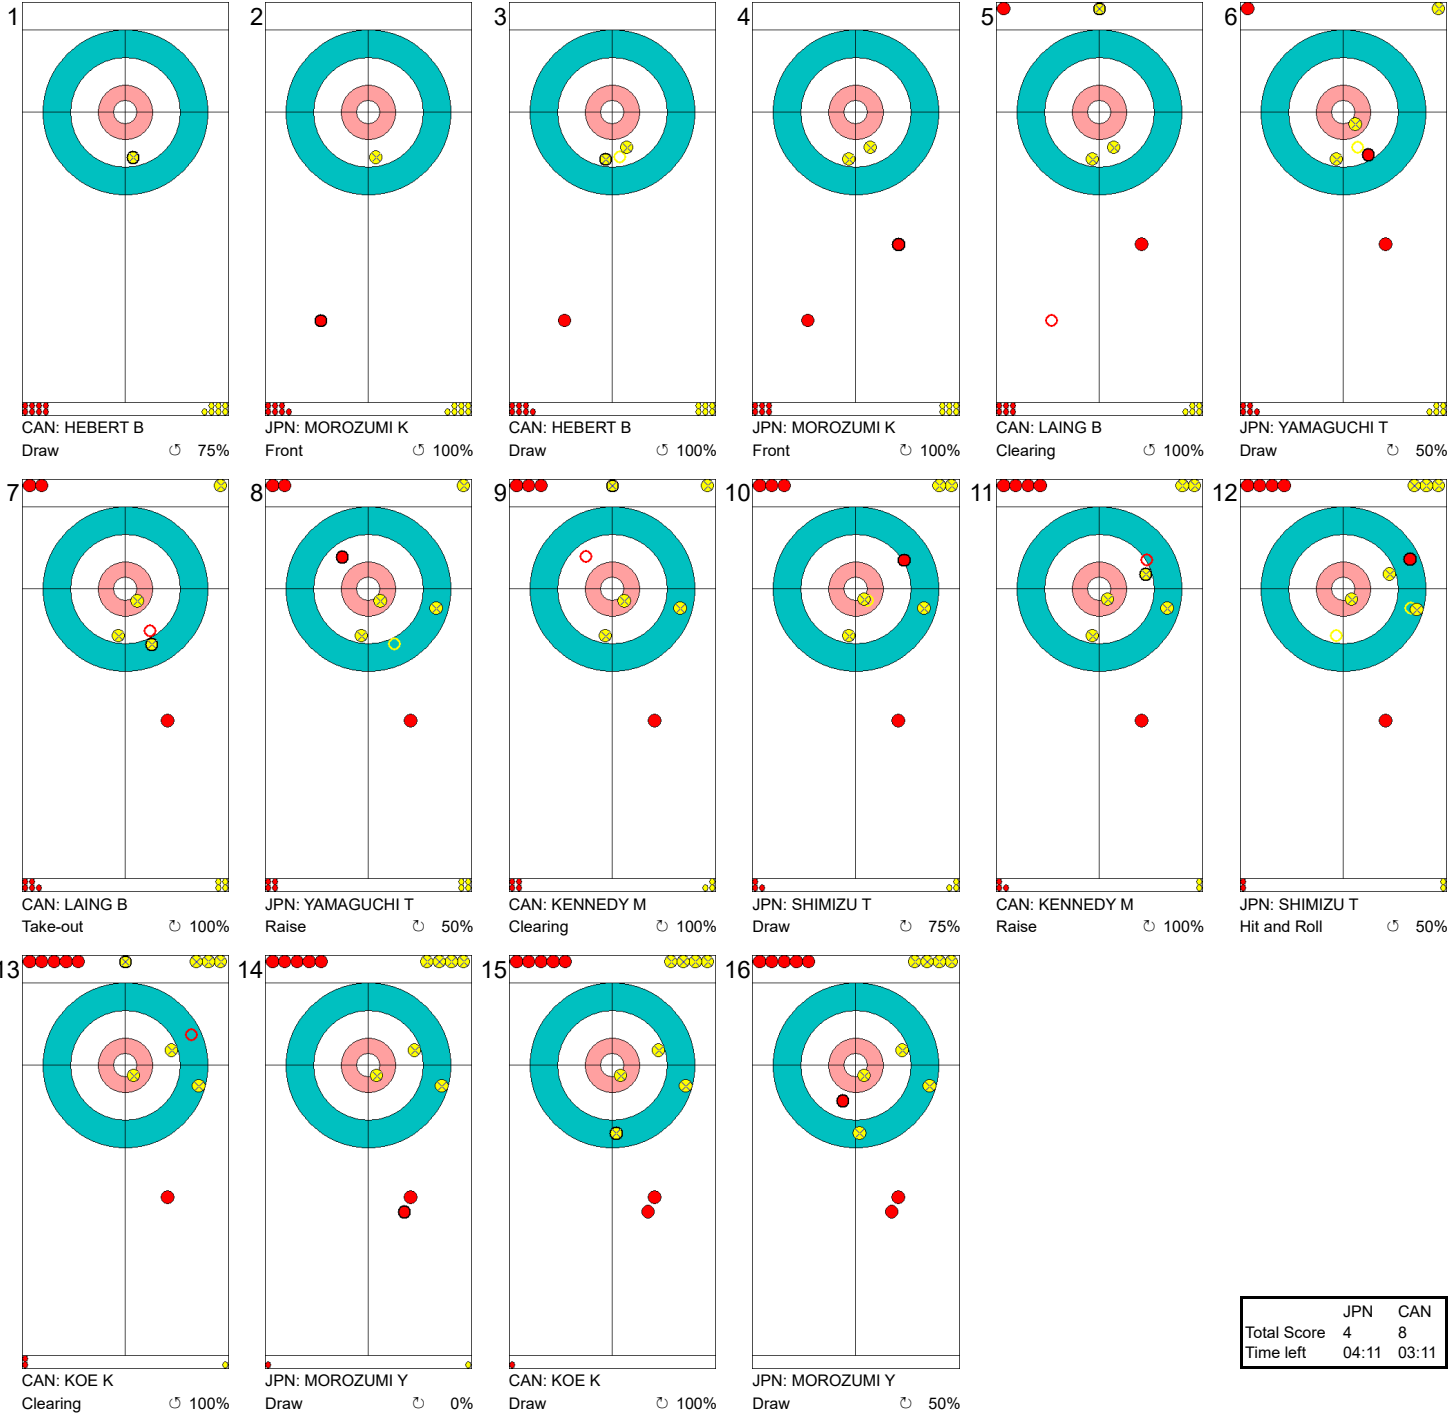 1
CAN: HEBERT B
Draw ↺ 75%
2
JPN: MOROZUMI K
Front ↺ 100%
3
CAN: HEBERT B
Draw ↺ 100%
4
JPN: MOROZUMI K
Front ↻ 100%
5
CAN: LAING B
Clearing ↺ 100%
6
JPN: YAMAGUCHI T
Draw ↺ 50%
7
CAN: LAING B
Take-out ↻ 100%
8
JPN: YAMAGUCHI T
Raise ↻ 50%
9
CAN: KENNEDY M
Clearing ↻ 100%
10
JPN: SHIMIZU T
Draw ↻ 75%
11
CAN: KENNEDY M
Raise ↻ 100%
12
JPN: SHIMIZU T
Hit and Roll ↺ 50%
13
CAN: KOE K
Clearing ↺ 100%
14
JPN: MOROZUMI Y
Draw ↻ 0%
15
CAN: KOE K
Draw ↻ 100%
16
JPN: MOROZUMI Y
Draw ↻ 50%
JPN CAN
Total Score 4 8
Time left 04:11 03:11